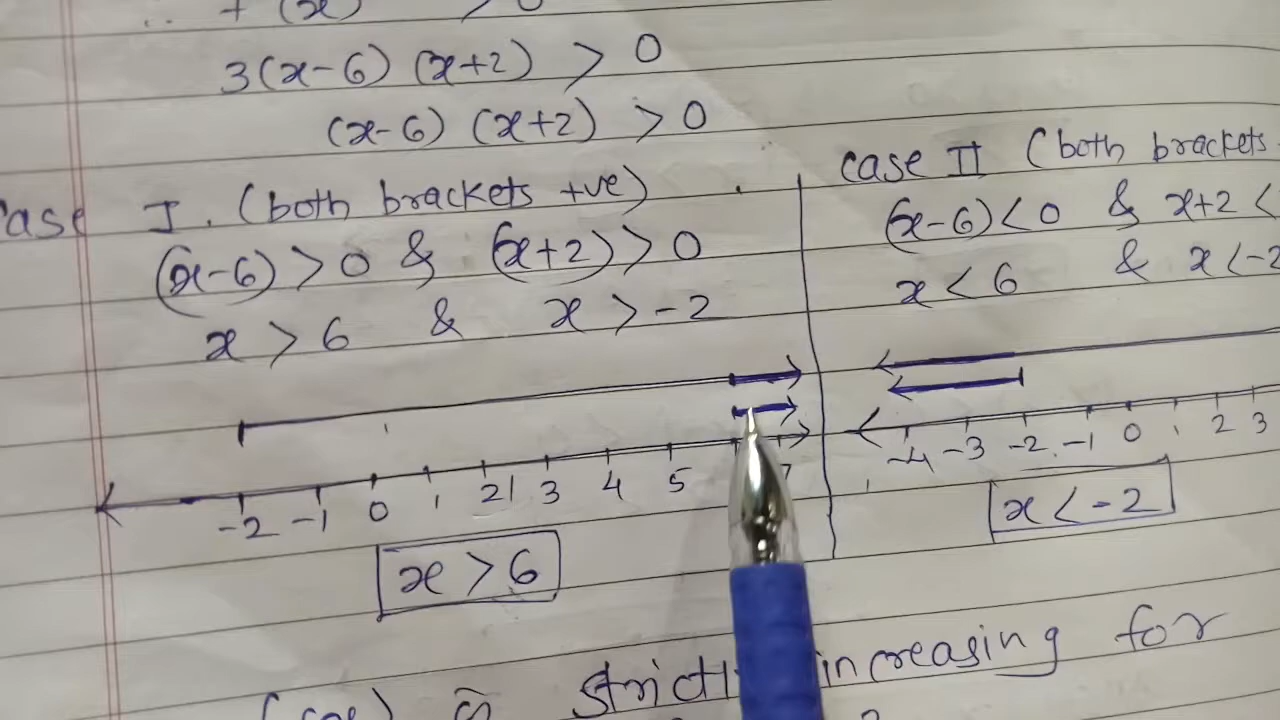 3(x-6) (x+2) > 0
(x-6) (x+2) > 0
Case I. (both brackets +ve)
(x-6) > 0 & (x+2) > 0
x > 6 & x > -2
-2 -1 0 1 2 3 4 5 7
x > 6
case II (both brackets
(x-6) < 0 & x+2 <
x < 6 & x < -2
-4 -3 -2 -1 0 1 2 3
x < -2
is strictl increasing for